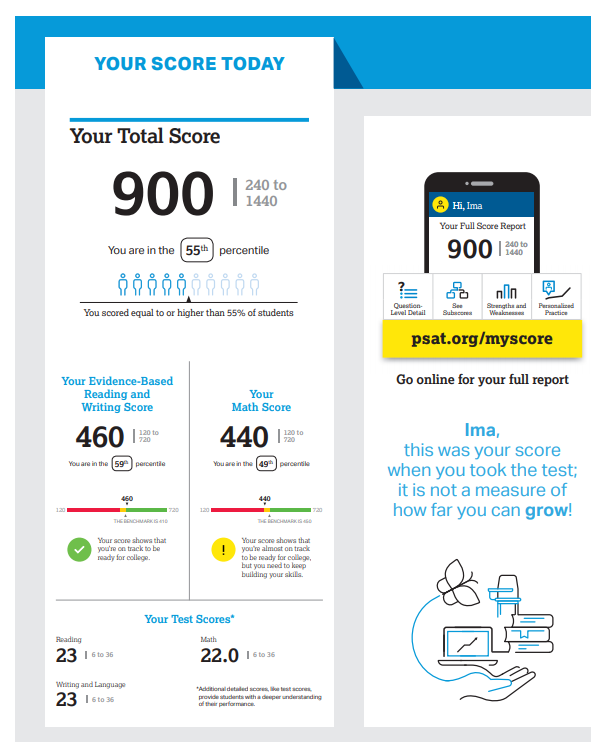 YOUR SCORE TODAY
Your Total Score
900
240 to
1440
You are in the 55th percentile
You scored equal to or higher than 55% of students
Your Evidence-Based
Reading and
Writing Score
460
120 to
720
You are in the 59th percentile
460
120
720
THE BENCHMARK IS 410
Your score shows that
you're on track to be
ready for college.
Your
Math Score
440
120 to
720
You are in the 49th percentile
440
120
720
THE BENCHMARK IS 450
!
Your score shows that
you're almost on track
to be ready for college,
but you need to keep
building your skills.
Your Test Scores*
Reading
23
6 to 36
Math
22.0
6 to 36
Writing and Language
23
6 to 36
*Additional detailed scores, like test scores,
provide students with a deeper understanding
of their performance.
Hi, Ima
Your Full Score Report
900
240 to
1440
?
Question-
Level Detail
See
Subscores
Strengths and
Weaknesses
Personalized
Practice
psat.org/myscore
Go online for your full report
Ima,
this was your score
when you took the test;
it is not a measure of
how far you can grow!